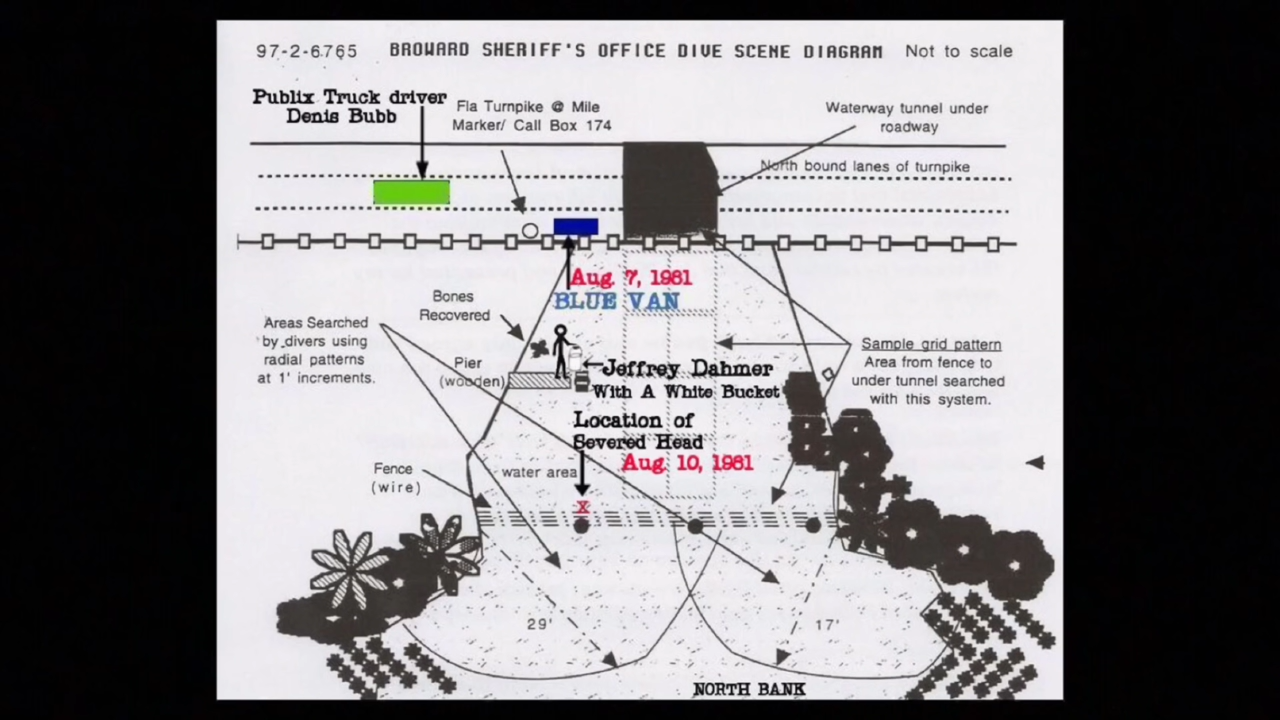 97-2-6765 BROWARD SHERIFF'S OFFICE DIVE SCENE DIAGRAM Not to scale
Publix Truck driver
Denis Bubb
Fla Turnpike @ Mile
Marker/ Call Box 174
Waterway tunnel under
roadway
North bound lanes of turnpike
Aug. 7, 1981
BLUE VAN
Bones
Recovered
Areas Searched
by divers using
radial patterns
at 1' increments.
Pier
(wooden)
Jeffrey Dahmer
With A White Bucket
Sample grid pattern
Area from fence to
under tunnel searched
with this system.
Location of
Severed Head
Aug. 10, 1981
Fence
(wire)
water area
x
29'
17'
NORTH BANK